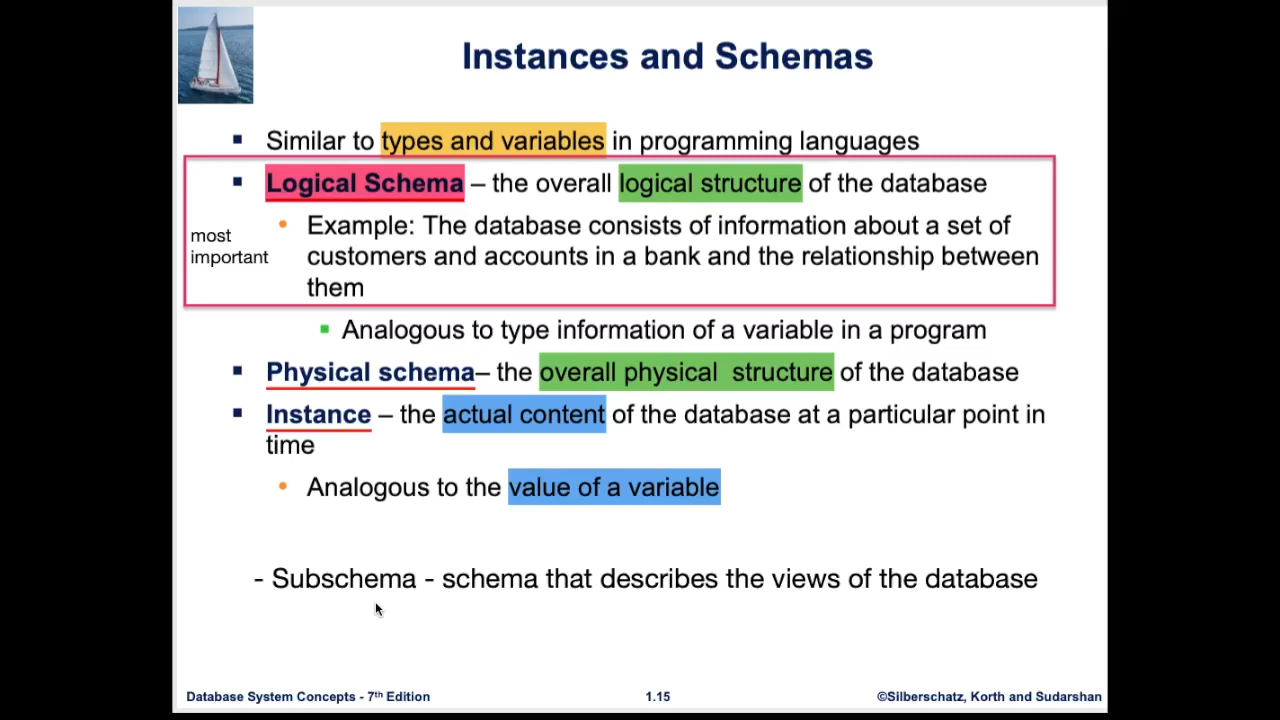 Instances and Schemas
Similar to types and variables in programming languages
Logical Schema – the overall logical structure of the database
most
important
Example: The database consists of information about a set of
customers and accounts in a bank and the relationship between
them
Analogous to type information of a variable in a program
Physical schema– the overall physical structure of the database
Instance – the actual content of the database at a particular point in
time
Analogous to the value of a variable
- Subschema - schema that describes the views of the database
Database System Concepts - 7th Edition
1.15
©Silberschatz, Korth and Sudarshan